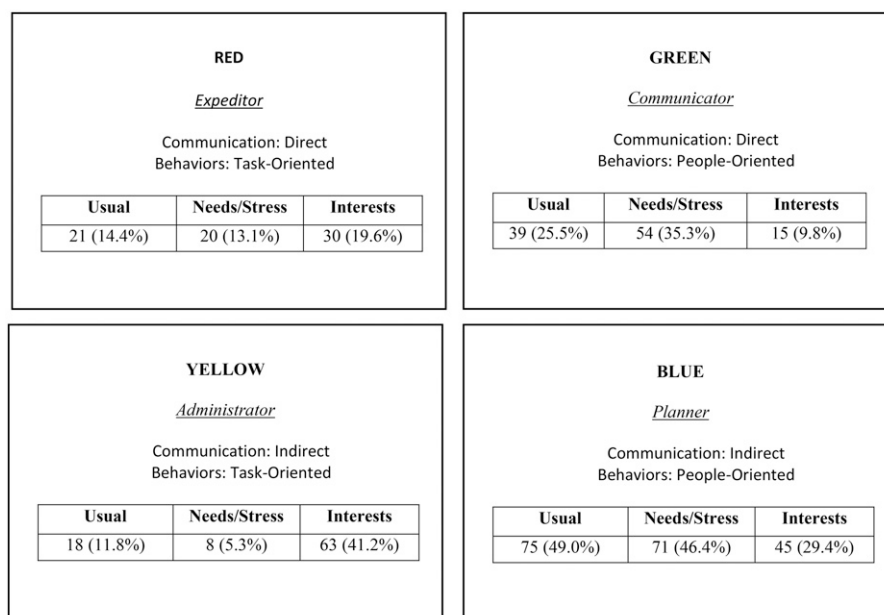 RED
Expeditor
Communication: Direct
Behaviors: Task-Oriented
Usual Needs/Stress Interests
21 (14.4%) 20 (13.1%) 30 (19.6%)
GREEN
Communicator
Communication: Direct
Behaviors: People-Oriented
Usual Needs/Stress Interests
39 (25.5%) 54 (35.3%) 15 (9.8%)
YELLOW
Administrator
Communication: Indirect
Behaviors: Task-Oriented
Usual Needs/Stress Interests
18 (11.8%) 8 (5.3%) 63 (41.2%)
BLUE
Planner
Communication: Indirect
Behaviors: People-Oriented
Usual Needs/Stress Interests
75 (49.0%) 71 (46.4%) 45 (29.4%)